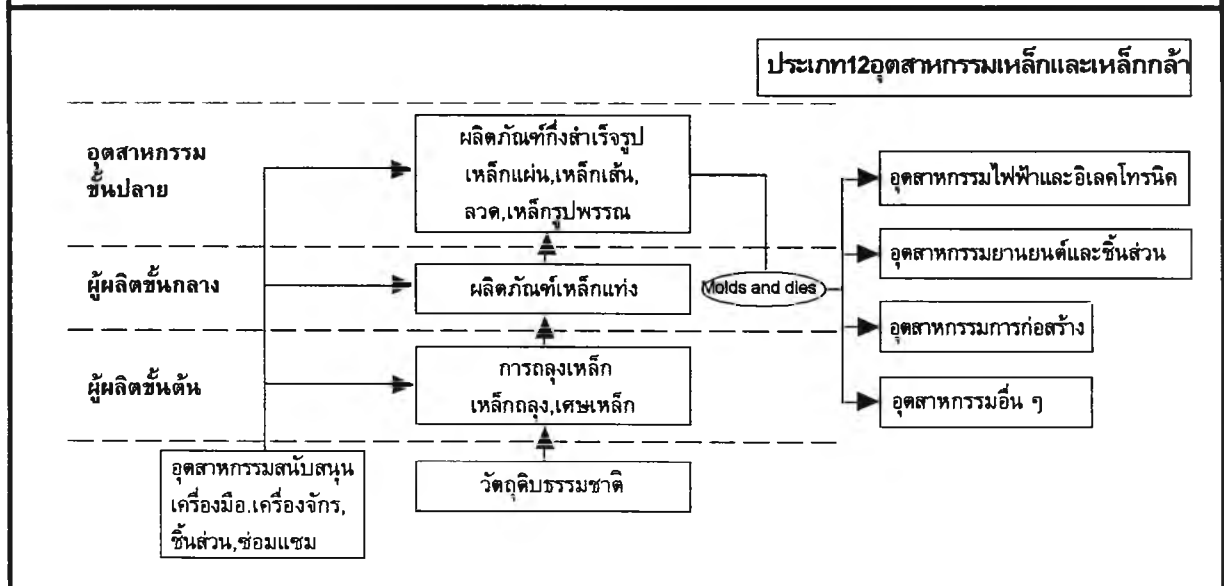 ประเภท12อุตสาหกรรมเหล็กและเหล็กกล้า
อุตสาหกรรม
ขั้นปลาย
ผลิตภัณฑ์กึ่งสำเร็จรูป
เหล็กแผ่น,เหล็กเส้น,
ลวด,เหล็กรูปพรรณ
อุตสาหกรรมไฟฟ้าและอิเลคโทรนิค
อุตสาหกรรมยานยนต์และชิ้นส่วน
ผู้ผลิตขั้นกลาง
ผลิตภัณฑ์เหล็กแท่ง
Molds and dies
อุตสาหกรรมการก่อสร้าง
ผู้ผลิตขั้นต้น
การถลุงเหล็ก
เหล็กถลุง,เศษเหล็ก
อุตสาหกรรมอื่น ๆ
อุตสาหกรรมสนับสนุน
เครื่องมือ.เครื่องจักร,
ชิ้นส่วน,ซ่อมแซม
วัตถุดิบธรรมชาติ